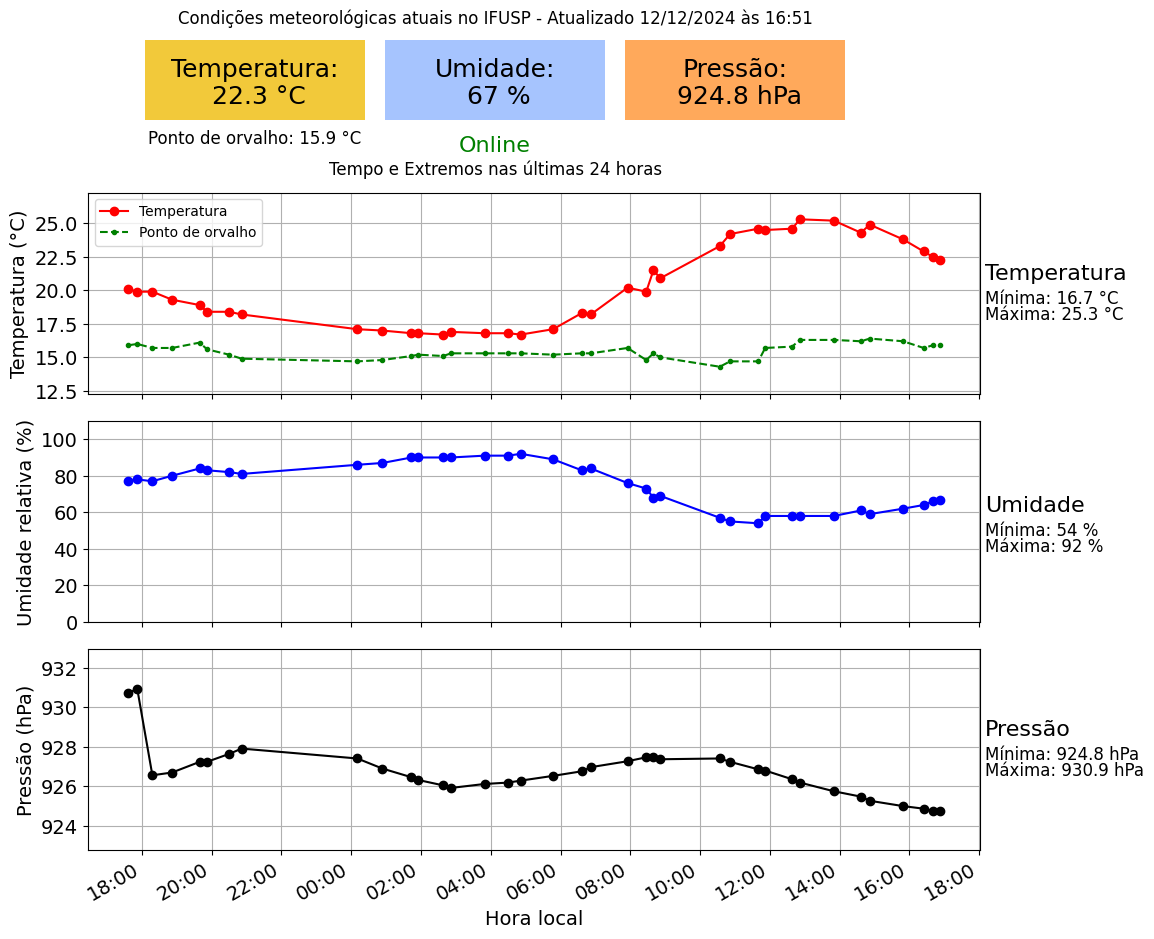 Condições meteorológicas atuais no IFUSP - Atualizado 12/12/2024 às 16:51
Temperatura:
22.3 °C
Umidade:
67 %
Pressão:
924.8 hPa
Ponto de orvalho: 15.9 °C
Online
Tempo e Extremos nas últimas 24 horas
Temperatura (°C)
25.0
22.5
20.0
17.5
15.0
12.5
Temperatura
Ponto de orvalho
Temperatura
Mínima: 16.7 °C
Máxima: 25.3 °C
Umidade relativa (%)
100
80
60
40
20
0
Umidade
Mínima: 54 %
Máxima: 92 %
Pressão (hPa)
932
930
928
926
924
Pressão
Mínima: 924.8 hPa
Máxima: 930.9 hPa
18:00 20:00 22:00 00:00 02:00 04:00 06:00 08:00 10:00 12:00 14:00 16:00 18:00
Hora local